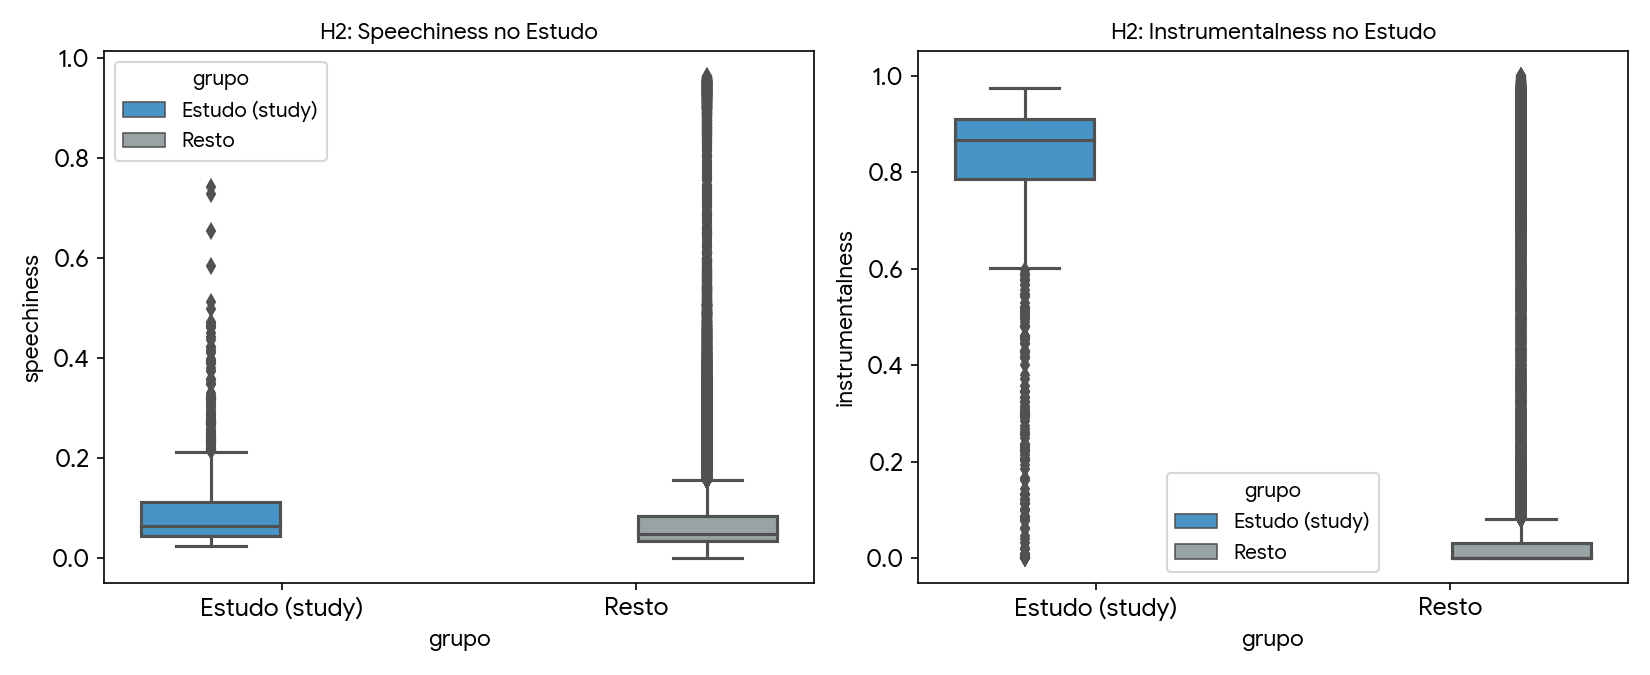 H2: Speechiness no Estudo
grupo
Estudo (study)
Resto
1.0
0.8
0.6
0.4
0.2
0.0
speechiness
Estudo (study)
Resto
grupo
H2: Instrumentalness no Estudo
1.0
0.8
0.6
0.4
0.2
0.0
instrumentalness
grupo
Estudo (study)
Resto
Estudo (study)
Resto
grupo